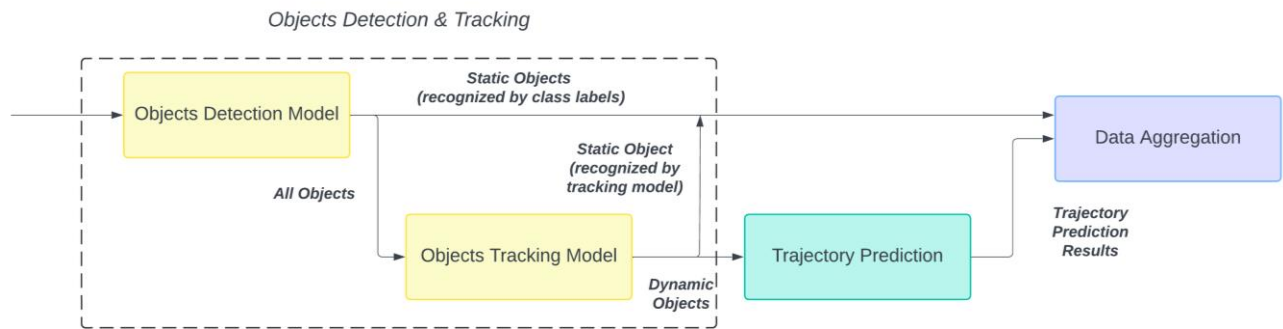 Objects Detection & Tracking
Static Objects
(recognized by class labels)
Objects Detection Model
Data Aggregation
Static Object
(recognized by
tracking model)
All Objects
Objects Tracking Model
Trajectory Prediction
Trajectory
Prediction
Results
Dynamic
Objects